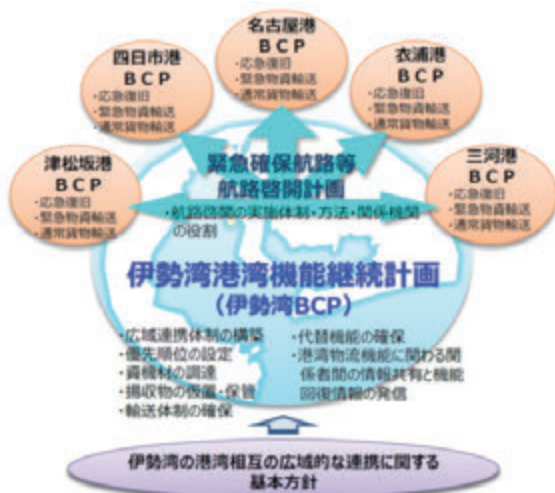 名古屋港
BCP
・応急復旧
・緊急物資輸送
・通常貨物輸送
四日市港
BCP
・応急復旧
・緊急物資輸送
・通常貨物輸送
衣浦港
BCP
・応急復旧
・緊急物資輸送
・通常貨物輸送
津松坂港
BCP
・応急復旧
・緊急物資輸送
・通常貨物輸送
三河港
BCP
・応急復旧
・緊急物資輸送
・通常貨物輸送
緊急確保航路等
航路啓開計画
・航路啓開の実施体制・方法・関係機関
の役割
伊勢湾港湾機能継続計画
（伊勢湾BCP）
・広域連携体制の構築
・優先順位の設定
・資機材の調達
・揚収物の仮置・保管
・輸送体制の確保
・代替機能の確保
・港湾物流機能に関わる関
係者間の情報共有と機能
回復情報の発信
伊勢湾の港湾相互の広域的な連携に関する
基本方針